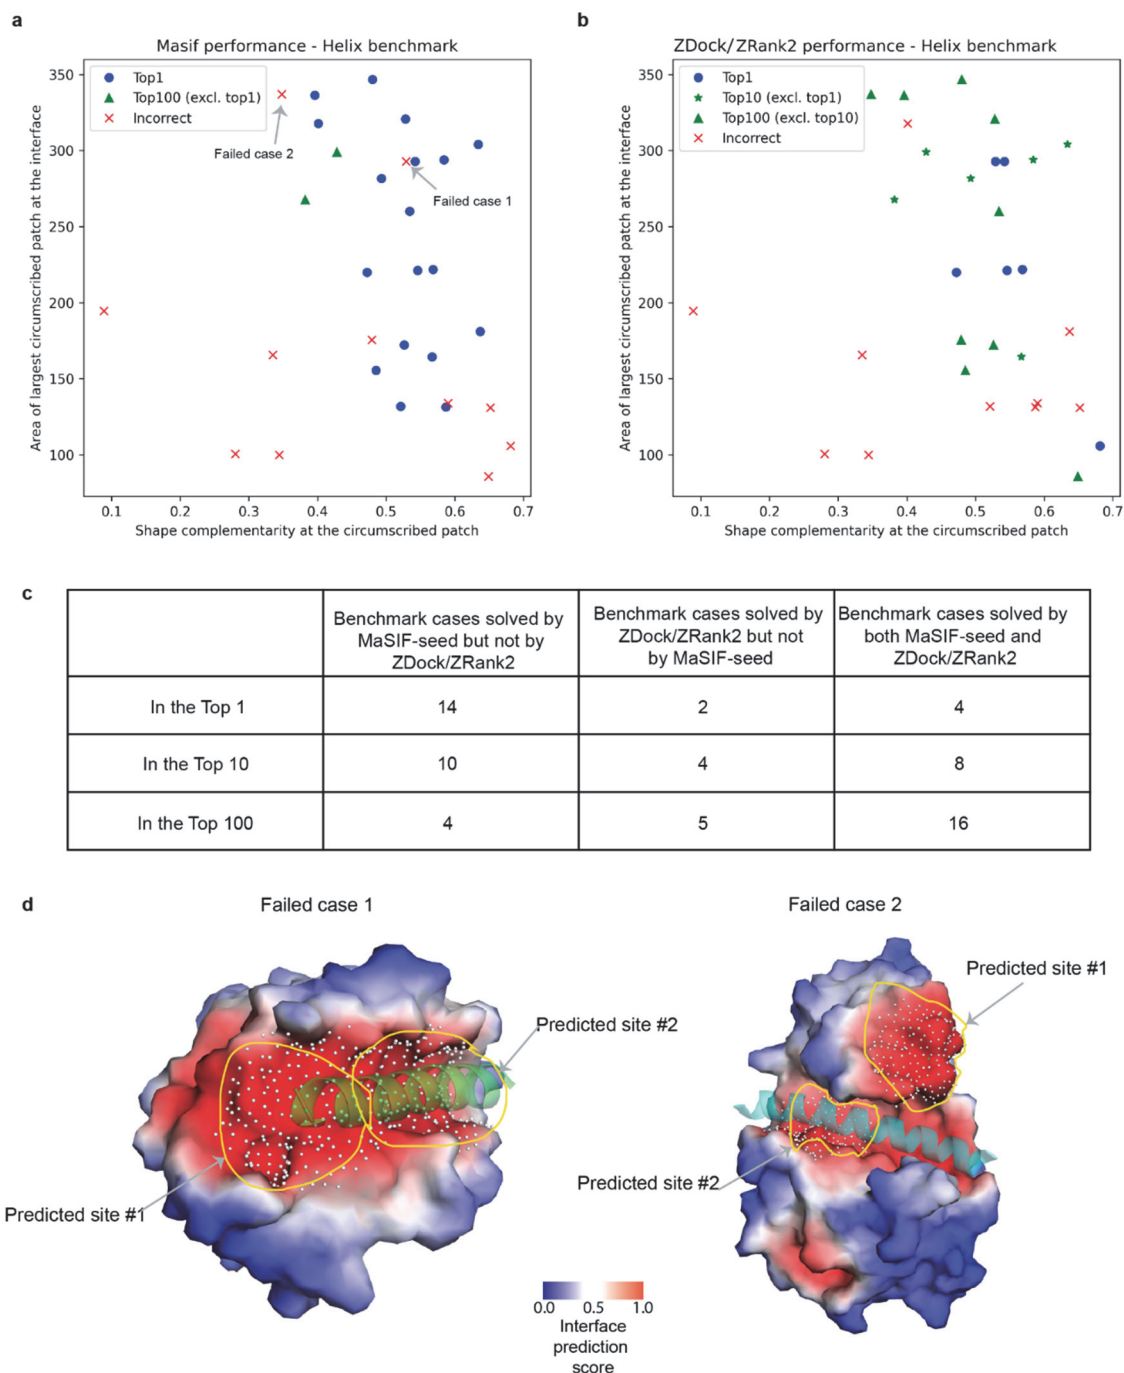 a
Masif performance - Helix benchmark
Top1
Top100 (excl. top1)
Incorrect
Failed case 2
Failed case 1
350
300
250
200
150
100
Area of largest circumscribed patch at the interface
0.1 0.2 0.3 0.4 0.5 0.6 0.7
Shape complementarity at the circumscribed patch
b
ZDock/ZRank2 performance - Helix benchmark
Top1
Top10 (excl. top1)
Top100 (excl. top10)
Incorrect
350
300
250
200
150
100
Area of largest circumscribed patch at the interface
0.1 0.2 0.3 0.4 0.5 0.6 0.7
Shape complementarity at the circumscribed patch
c
Benchmark cases solved by
MaSIF-seed but not by
ZDock/ZRank2
Benchmark cases solved by
ZDock/ZRank2 but not
by MaSIF-seed
Benchmark cases solved by
both MaSIF-seed and
ZDock/ZRank2
In the Top 1 14 2 4
In the Top 10 10 4 8
In the Top 100 4 5 16
d
Failed case 1
Predicted site #2
Predicted site #1
Failed case 2
Predicted site #1
Predicted site #2
0.0 0.5 1.0
Interface
prediction
score